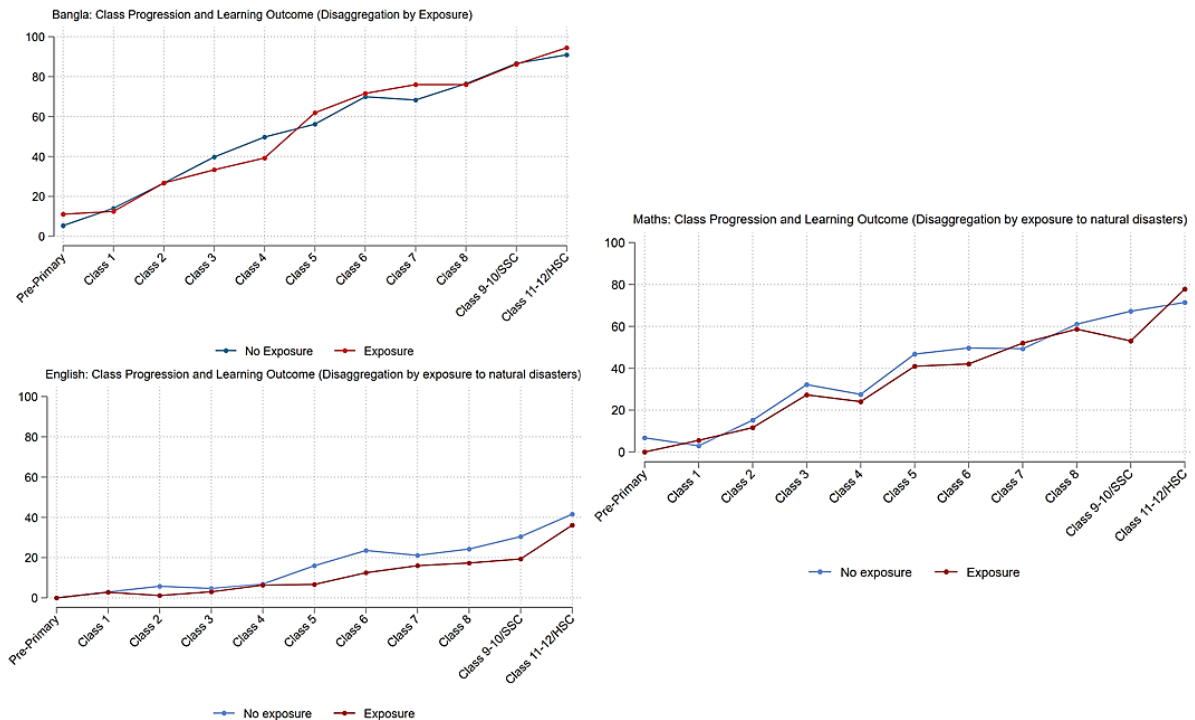 Bangla: Class Progression and Learning Outcome (Disaggregation by Exposure)
100
80
60
40
20
0
Pre-Primary
Class 1
Class 2
Class 3
Class 4
Class 5
Class 6
Class 7
Class 8
Class 9-10/SSC
Class 11-12/HSC
No Exposure
Exposure
English: Class Progression and Learning Outcome (Disaggregation by exposure to natural disasters)
100
80
60
40
20
0
Pre-Primary
Class 1
Class 2
Class 3
Class 4
Class 5
Class 6
Class 7
Class 8
Class 9-10/SSC
Class 11-12/HSC
No exposure
Exposure
Maths: Class Progression and Learning Outcome (Disaggregation by exposure to natural disasters)
100
80
60
40
20
0
Pre-Primary
Class 1
Class 2
Class 3
Class 4
Class 5
Class 6
Class 7
Class 8
Class 9-10/SSC
Class 11-12/HSC
No exposure
Exposure